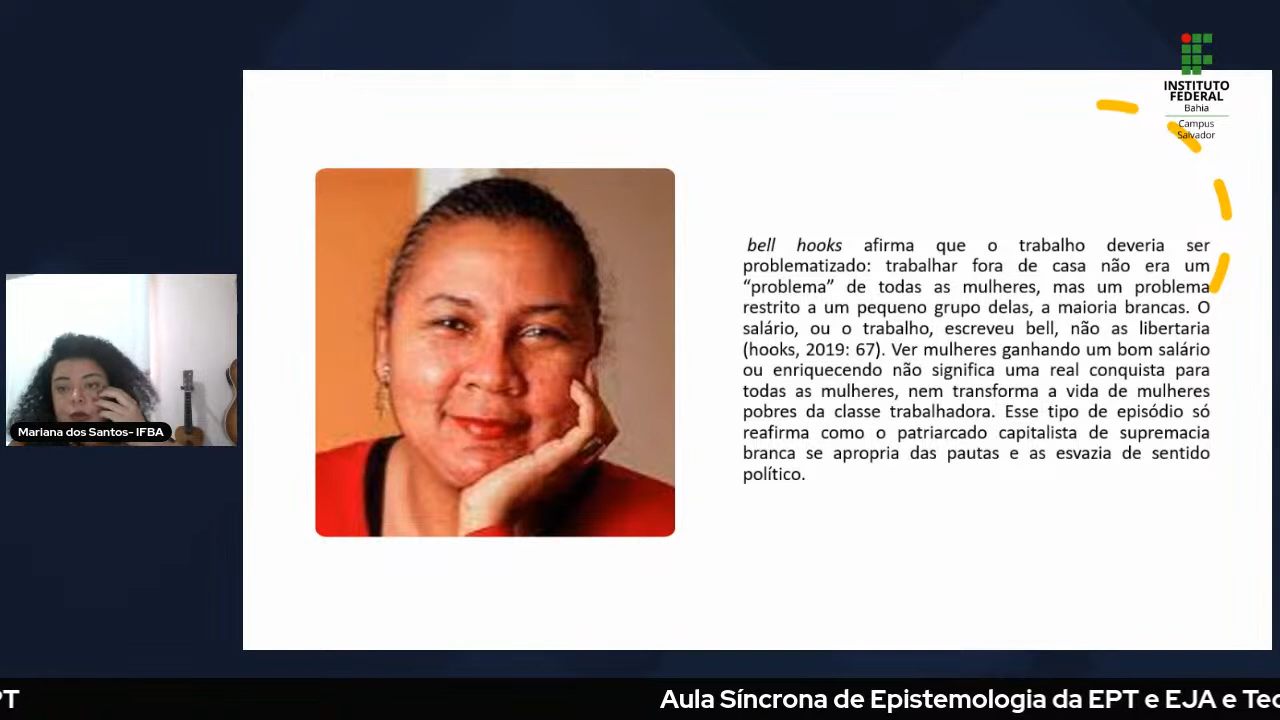 INSTITUTO
FEDERAL
Bahia
Campus
Salvador
bell hooks afirma que o trabalho deveria ser
problematizado: trabalhar fora de casa não era um
“problema” de todas as mulheres, mas um problema
restrito a um pequeno grupo delas, a maioria brancas. O
salário, ou o trabalho, escreveu bell, não as libertaria
(hooks, 2019: 67). Ver mulheres ganhando um bom salário
ou enriquecendo não significa uma real conquista para
todas as mulheres, nem transforma a vida de mulheres
pobres da classe trabalhadora. Esse tipo de episódio só
reafirma como o patriarcado capitalista de supremacia
branca se apropria das pautas e as esvazia de sentido
político.
Mariana dos Santos- IFBA
PT
Aula Síncrona de Epistemologia da EPT e EJA e Tec